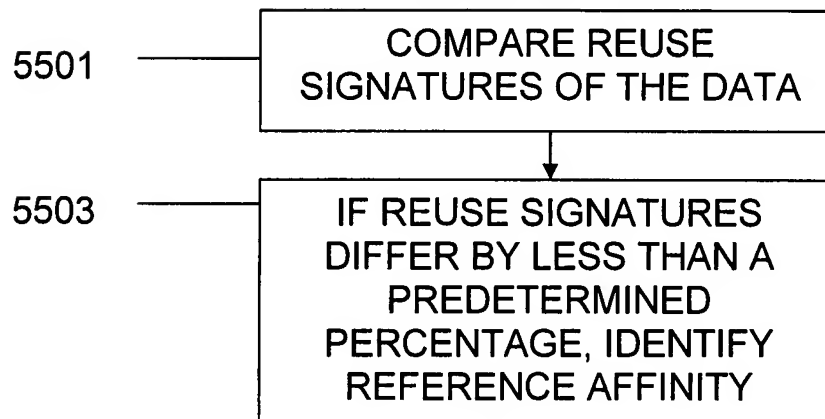 5501
COMPARE REUSE
SIGNATURES OF THE DATA
5503
IF REUSE SIGNATURES
DIFFER BY LESS THAN A
PREDETERMINED
PERCENTAGE, IDENTIFY
REFERENCE AFFINITY